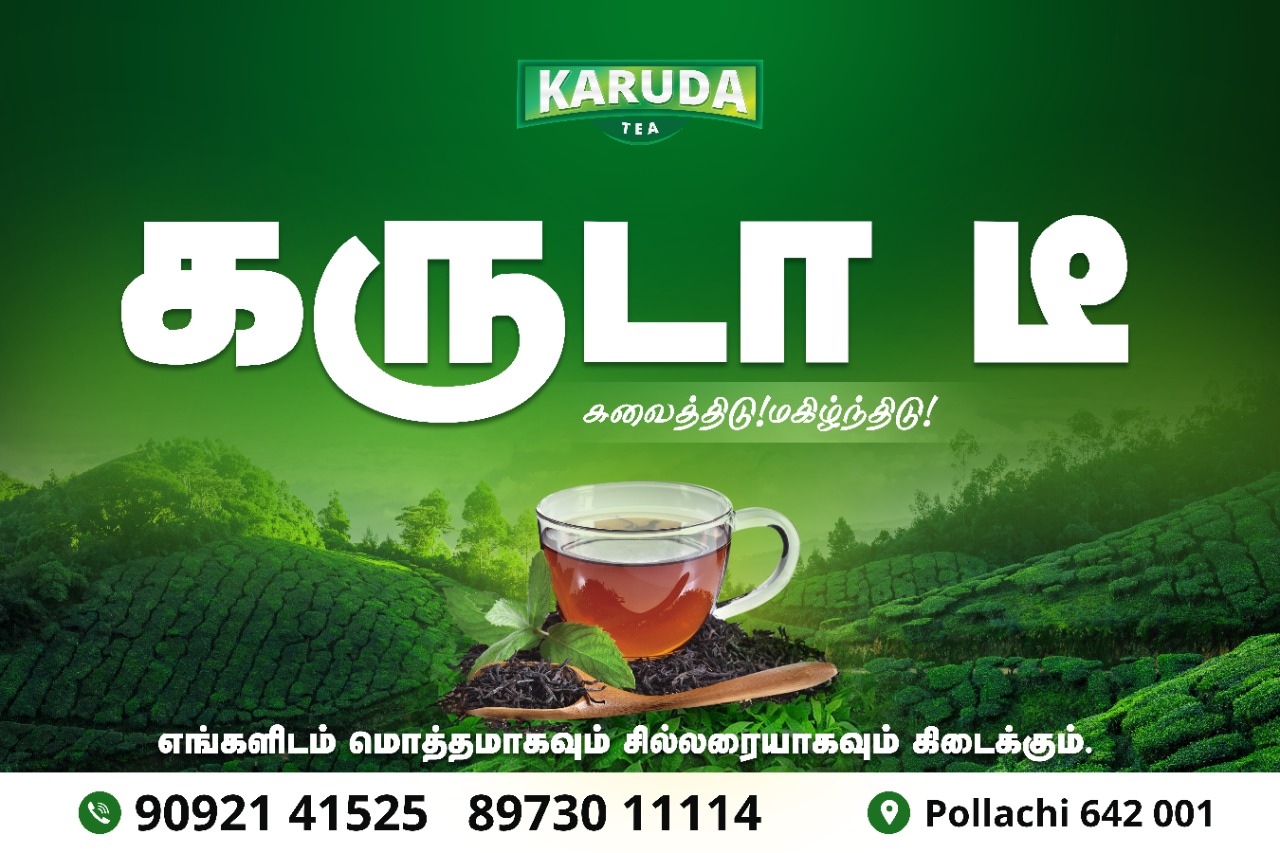 KARUDA
TEA
கருடா டீ
சுவைத்திடு!மகிழ்ந்திடு!
எங்களிடம் மொத்தமாகவும் சில்லரையாகவும் கிடைக்கும்.
90921 41525 89730 11114 Pollachi 642 001